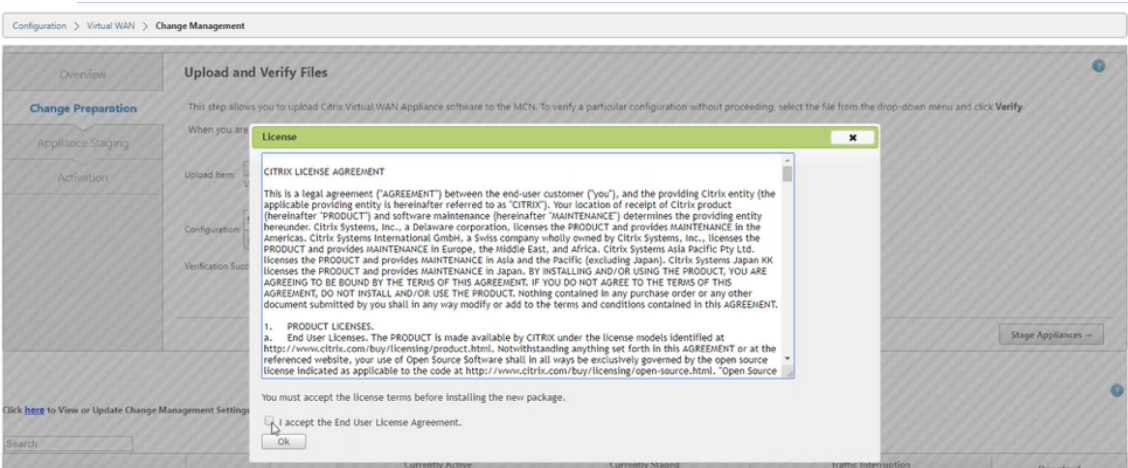 Configuration > Virtual WAN > Change Management
Overview
Change Preparation
Appliance Staging
Activation
Upload and Verify Files
This step allows you to upload Citrix Virtual WAN Appliance software to the MCN. To verify a particular configuration without proceeding, select the file from the drop-down menu and click Verify.
When you are
Upload Item:
Configuration:
Verification Succ
License
CITRIX LICENSE AGREEMENT
This is a legal agreement ("AGREEMENT") between the end-user customer ("you"), and the providing Citrix entity (the
applicable providing entity is hereinafter referred to as "CITRIX"). Your location of receipt of Citrix product
(hereinafter "PRODUCT") and software maintenance (hereinafter "MAINTENANCE") determines the providing entity
hereunder. Citrix Systems, Inc., a Delaware corporation, licenses the PRODUCT and provides MAINTENANCE in the
Americas. Citrix Systems International GmbH, a Swiss company wholly owned by Citrix Systems, Inc., licenses the
PRODUCT and provides MAINTENANCE in Europe, the Middle East, and Africa. Citrix Systems Asia Pacific Pty Ltd.
licenses the PRODUCT and provides MAINTENANCE in Asia and the Pacific (excluding Japan). Citrix Systems Japan KK
licenses the PRODUCT and provides MAINTENANCE in Japan. BY INSTALLING AND/OR USING THE PRODUCT, YOU ARE
AGREEING TO BE BOUND BY THE TERMS OF THIS AGREEMENT. IF YOU DO NOT AGREE TO THE TERMS OF THIS
AGREEMENT, DO NOT INSTALL AND/OR USE THE PRODUCT. Nothing contained in any purchase order or any other
document submitted by you shall in any way modify or add to the terms and conditions contained in this AGREEMENT.
1. PRODUCT LICENSES.
a. End User Licenses. The PRODUCT is made available by CITRIX under the license models identified at
http://www.citrix.com/buy/licensing/product.html. Notwithstanding anything set forth in this AGREEMENT or at the
referenced website, your use of Open Source Software shall in all ways be exclusively governed by the open source
license indicated as applicable to the code at http://www.citrix.com/buy/licensing/open-source.html. "Open Source
You must accept the license terms before installing the new package.
I accept the End User License Agreement.
Ok
Stage Appliances
Click here to View or Update Change Management Settings
Search:
Currently Active Currently Staged Traffic Interruption